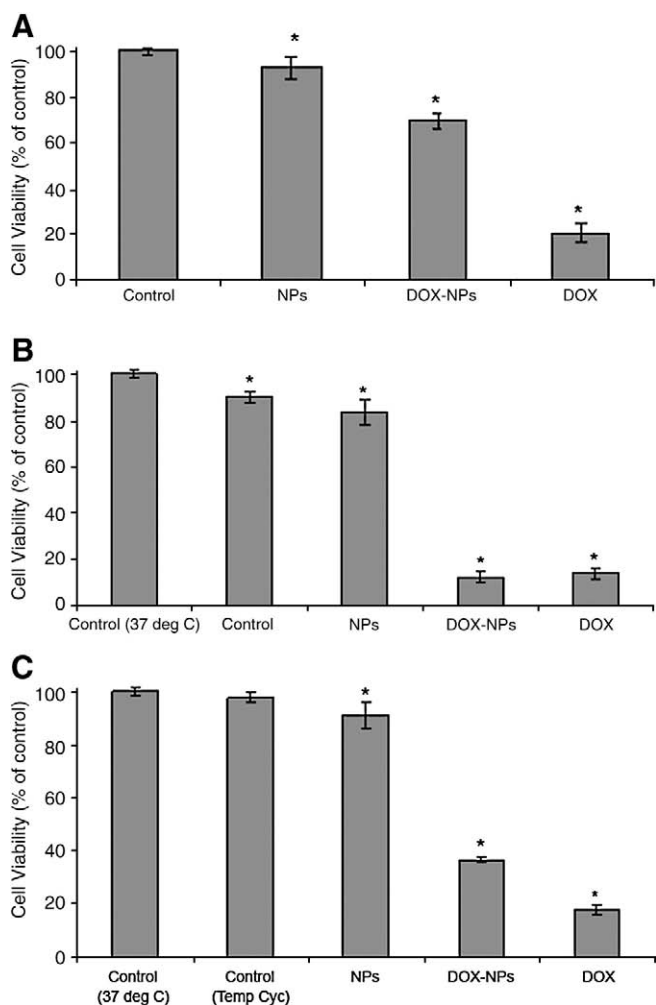 A
Cell Viability (% of control)
100
80
60
40
20
0
*
*
*
Control NPs DOX-NPs DOX
B
Cell Viability (% of control)
100
80
60
40
20
0
*
*
*
*
Control (37 deg C) Control NPs DOX-NPs DOX
C
Cell Viability (% of control)
100
80
60
40
20
0
*
*
*
Control Control NPs DOX-NPs DOX
(37 deg C) (Temp Cyc)